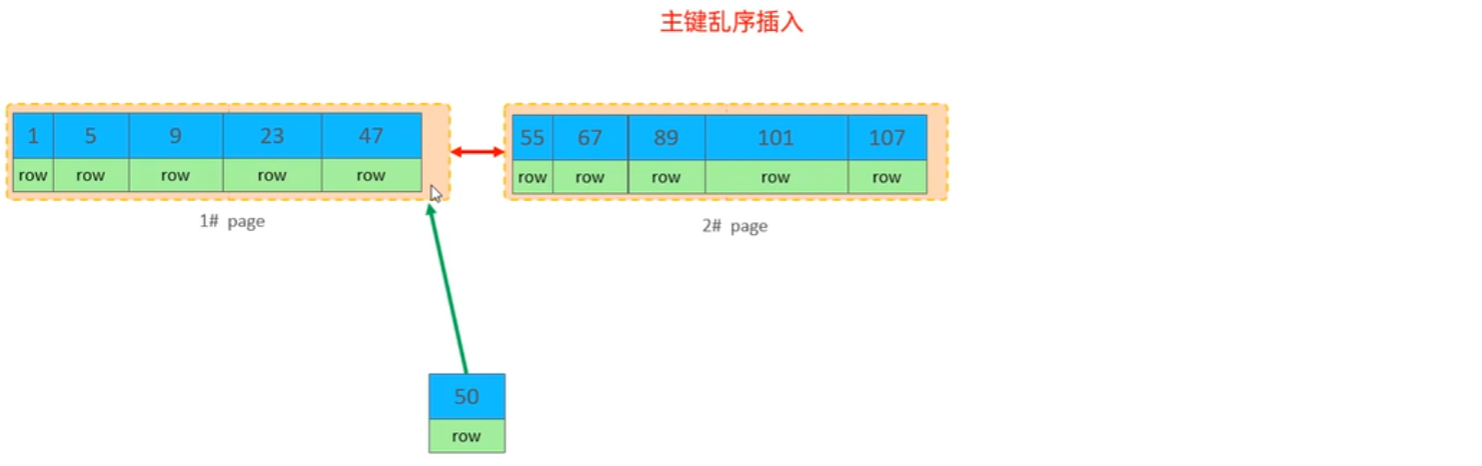 主键乱序插入
1 5 9 23 47
row row row row row
1# page
55 67 89 101 107
row row row row row
2# page
50
row